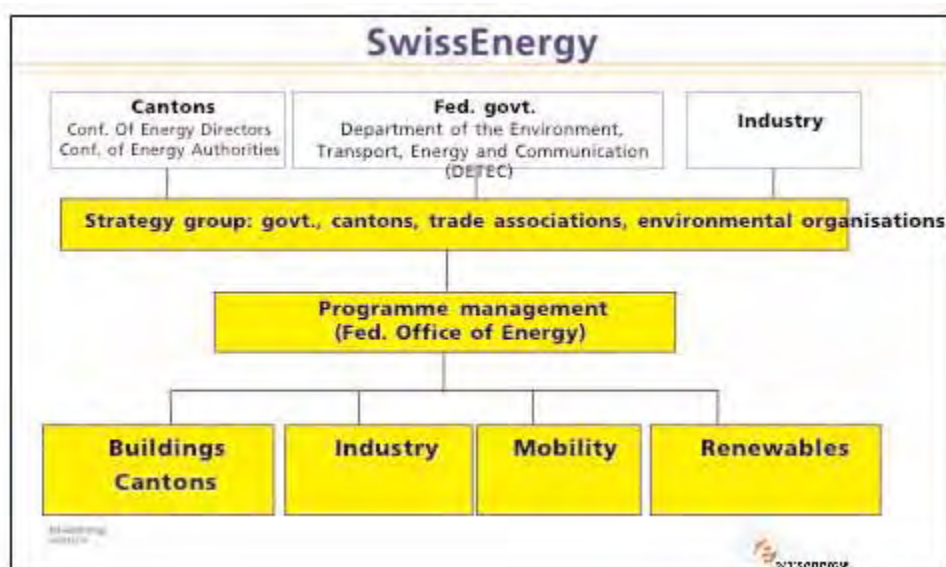 SwissEnergy
Cantons
Conf. Of Energy Directors
Conf. of Energy Authorities
Fed. govt.
Department of the Environment,
Transport, Energy and Communication
(DETEC)
Industry
Strategy group: govt., cantons, trade associations, environmental organisations
Programme management
(Fed. Office of Energy)
Buildings
Cantons
Industry
Mobility
Renewables